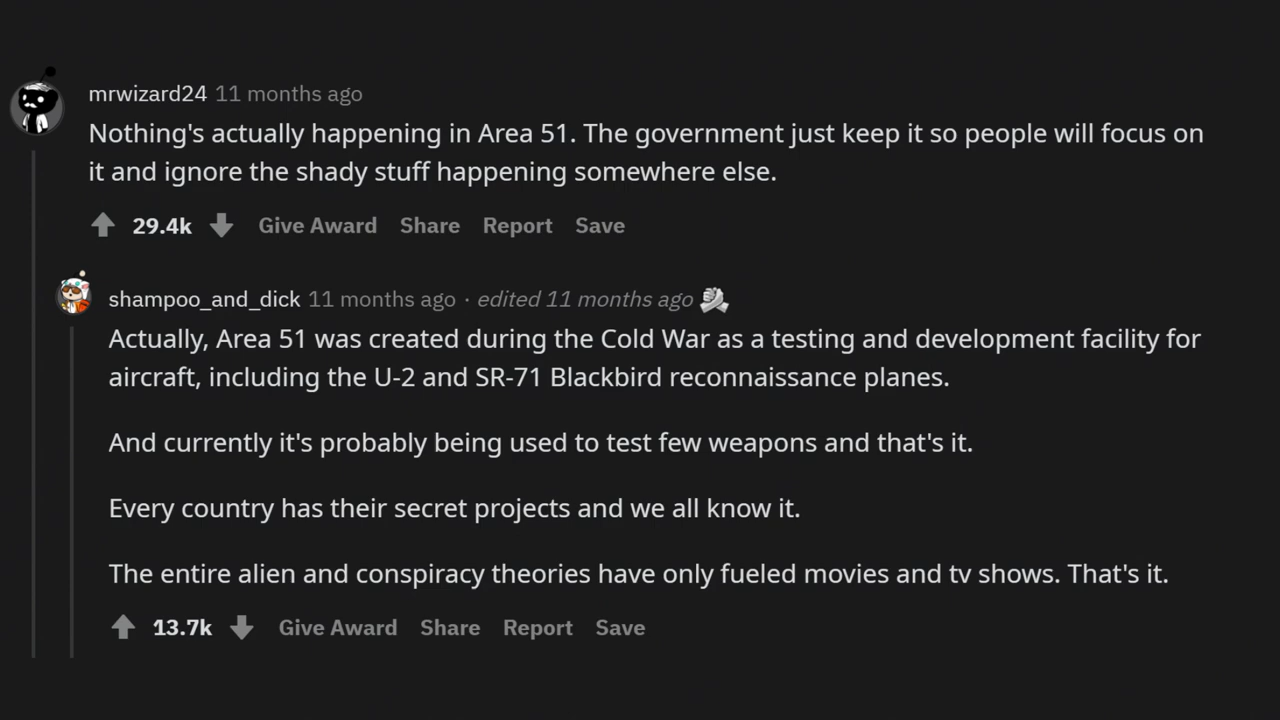 mrwizard24 11 months ago
Nothing's actually happening in Area 51. The government just keep it so people will focus on
it and ignore the shady stuff happening somewhere else.
29.4k Give Award Share Report Save
shampoo_and_dick 11 months ago · edited 11 months ago
Actually, Area 51 was created during the Cold War as a testing and development facility for
aircraft, including the U-2 and SR-71 Blackbird reconnaissance planes.
And currently it's probably being used to test few weapons and that's it.
Every country has their secret projects and we all know it.
The entire alien and conspiracy theories have only fueled movies and tv shows. That's it.
13.7k Give Award Share Report Save